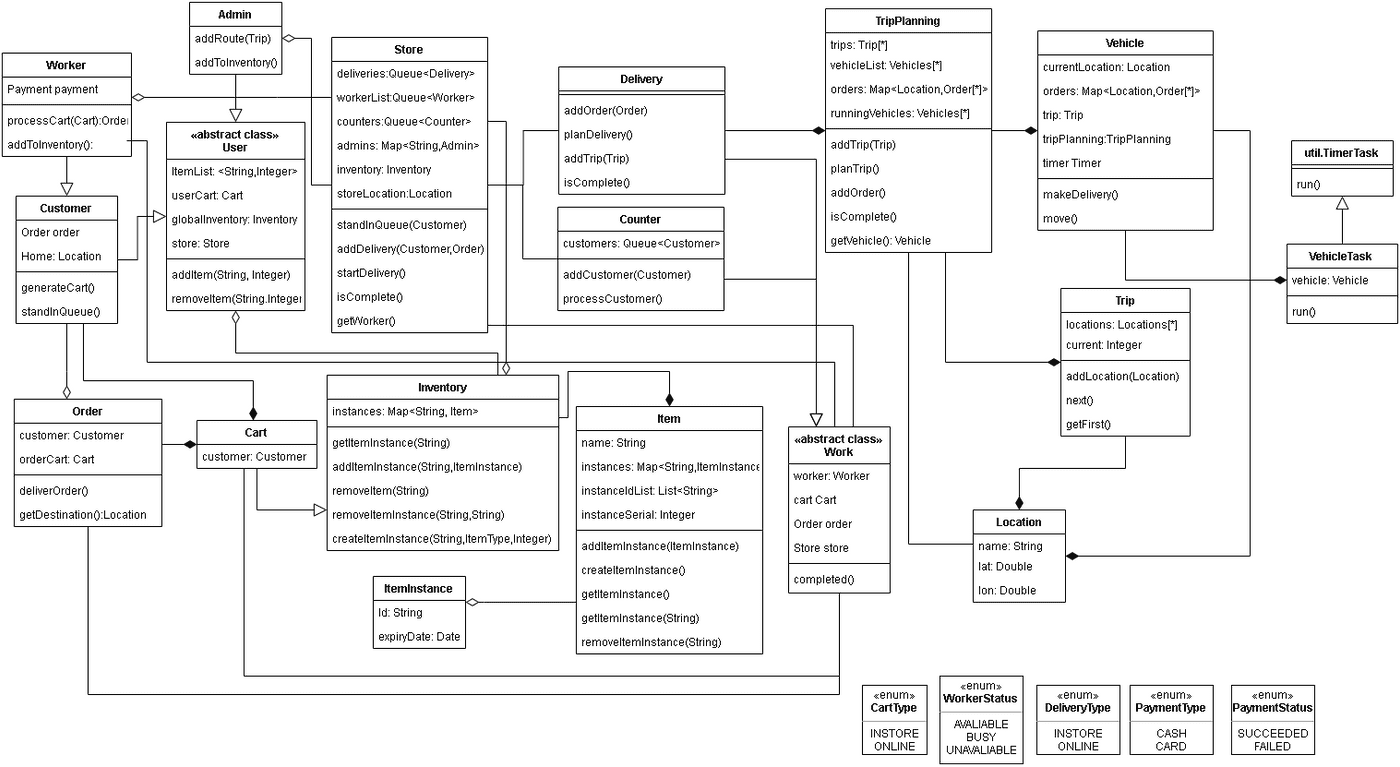 Admin
addRoute(Trip)
addToInventory()
Worker
Payment payment
processCart(Cart):Order
addToInventory():
«abstract class»
User
ItemList: <String,Integer>
userCart: Cart
globalInventory: Inventory
store: Store
addItem(String, Integer)
removeItem(String.Integer
Customer
Order order
Home: Location
generateCart()
standInQueue()
Store
deliveries:Queue<Delivery>
workerList:Queue<Worker>
counters:Queue<Counter>
admins: Map<String,Admin>
inventory: Inventory
storeLocation:Location
standInQueue(Customer)
addDelivery(Customer,Order)
startDelivery()
isComplete()
getWorker()
Delivery
addOrder(Order)
planDelivery()
addTrip(Trip)
isComplete()
Counter
customers: Queue<Customer>
addCustomer(Customer)
processCustomer()
TripPlanning
trips: Trip[*]
vehicleList: Vehicles[*]
orders: Map<Location,Order[*]>
runningVehicles: Vehicles[*]
addTrip(Trip)
planTrip()
addOrder()
isComplete()
getVehicle(): Vehicle
Vehicle
currentLocation: Location
orders: Map<Location,Order[*]>
trip: Trip
tripPlanning:TripPlanning
timer Timer
makeDelivery()
move()
util.TimerTask
run()
VehicleTask
vehicle: Vehicle
run()
Trip
locations: Locations[*]
current: Integer
addLocation(Location)
next()
getFirst()
Order
customer: Customer
orderCart: Cart
deliverOrder()
getDestination():Location
Cart
customer: Customer
Inventory
instances: Map<String, Item>
getItemInstance(String)
addItemInstance(String,ItemInstance)
removeItem(String)
removeItemInstance(String,String)
createItemInstance(String,ItemType,Integer)
Item
name: String
instances: Map<String,ItemInstance
instanceIdList: List<String>
instanceSerial: Integer
addItemInstance(ItemInstance)
createItemInstance()
getItemInstance()
getItemInstance(String)
removeItemInstance(String)
ItemInstance
Id: String
expiryDate: Date
«abstract class»
Work
worker: Worker
cart Cart
Order order
Store store
completed()
Location
name: String
lat: Double
lon: Double
«enum»
CartType
INSTORE
ONLINE
«enum»
WorkerStatus
AVALIABLE
BUSY
UNAVALIABLE
«enum»
DeliveryType
INSTORE
ONLINE
«enum»
PaymentType
CASH
CARD
«enum»
PaymentStatus
SUCCEEDED
FAILED